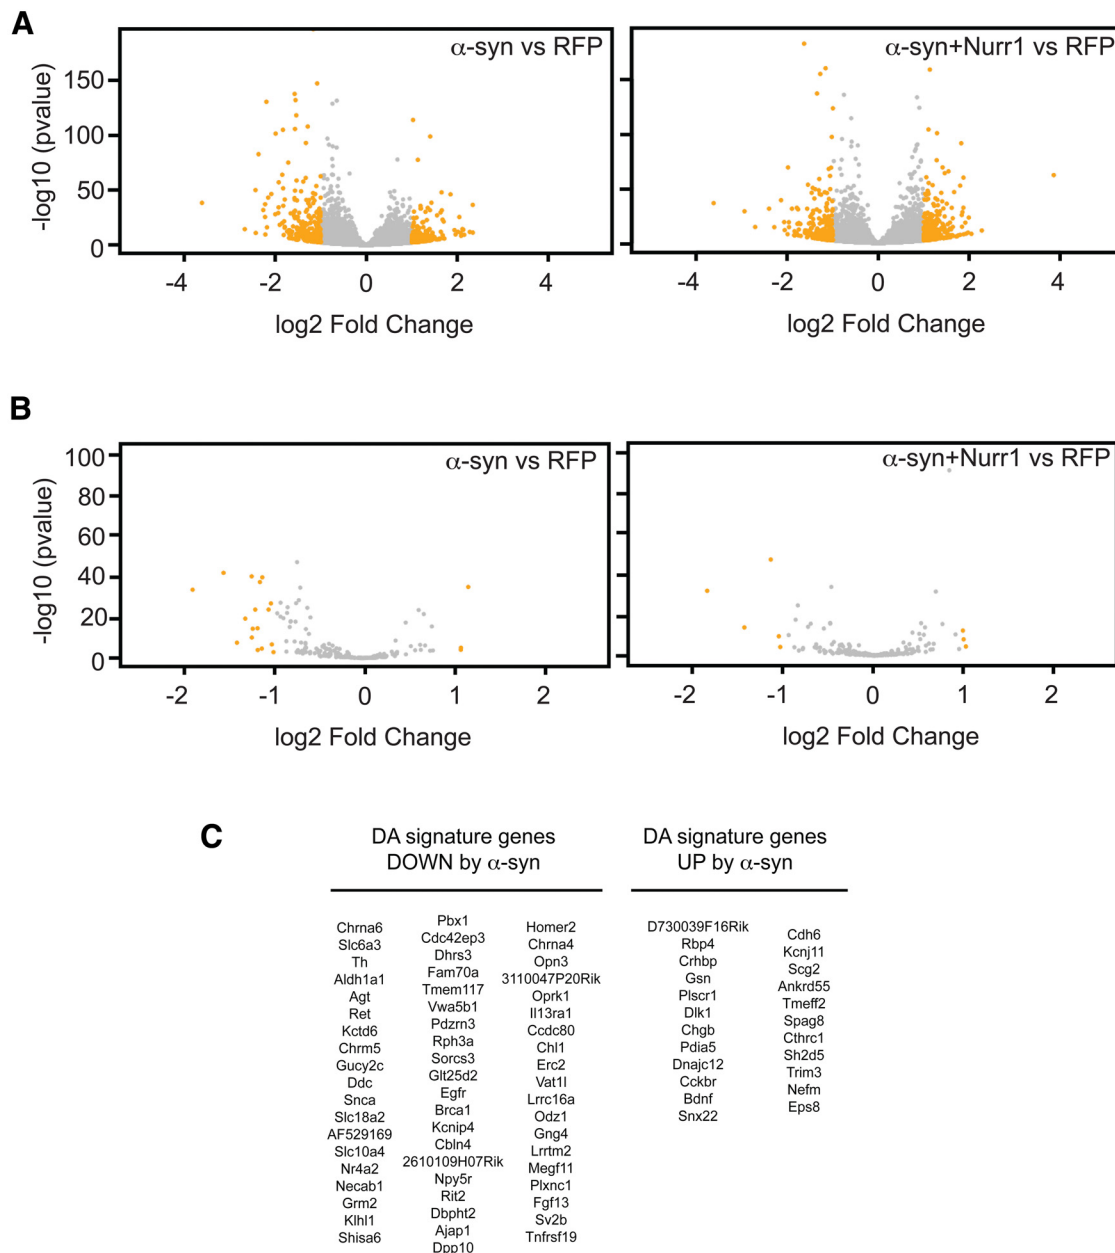 A
α-syn vs RFP
α-syn+Nurr1 vs RFP
-log10 (pvalue)
150
100
50
0
-4 -2 0 2 4
-4 -2 0 2 4
log2 Fold Change
log2 Fold Change
B
α-syn vs RFP
α-syn+Nurr1 vs RFP
-log10 (pvalue)
100
80
60
40
20
0
-2 -1 0 1 2
-2 -1 0 1 2
log2 Fold Change
log2 Fold Change
C
DA signature genes
DOWN by α-syn
Chrna6
Slc6a3
Th
Aldh1a1
Agt
Ret
Kctd6
Chrm5
Gucy2c
Ddc
Snca
Slc18a2
AF529169
Slc10a4
Nr4a2
Necab1
Grm2
Klhl1
Shisa6
Pbx1
Cdc42ep3
Dhrs3
Fam70a
Tmem117
Vwa5b1
Pdzrn3
Rph3a
Sorcs3
Glt25d2
Egfr
Brca1
Kcnip4
Cbln4
2610109H07Rik
Npy5r
Rit2
Dbpht2
Ajap1
Dpp10
Homer2
Chrna4
Opn3
3110047P20Rik
Oprk1
Il13ra1
Ccdc80
Chl1
Erc2
Vat1l
Lrrc16a
Odz1
Gng4
Lrrtm2
Megf11
Plxnc1
Fgf13
Sv2b
Tnfrsf19
DA signature genes
UP by α-syn
D730039F16Rik
Rbp4
Crhbp
Gsn
Plscr1
Dlk1
Chgb
Pdia5
Dnajc12
Cckbr
Bdnf
Snx22
Cdh6
Kcnj11
Scg2
Ankrd55
Tmeff2
Spag8
Cthrc1
Sh2d5
Trim3
Nefm
Eps8